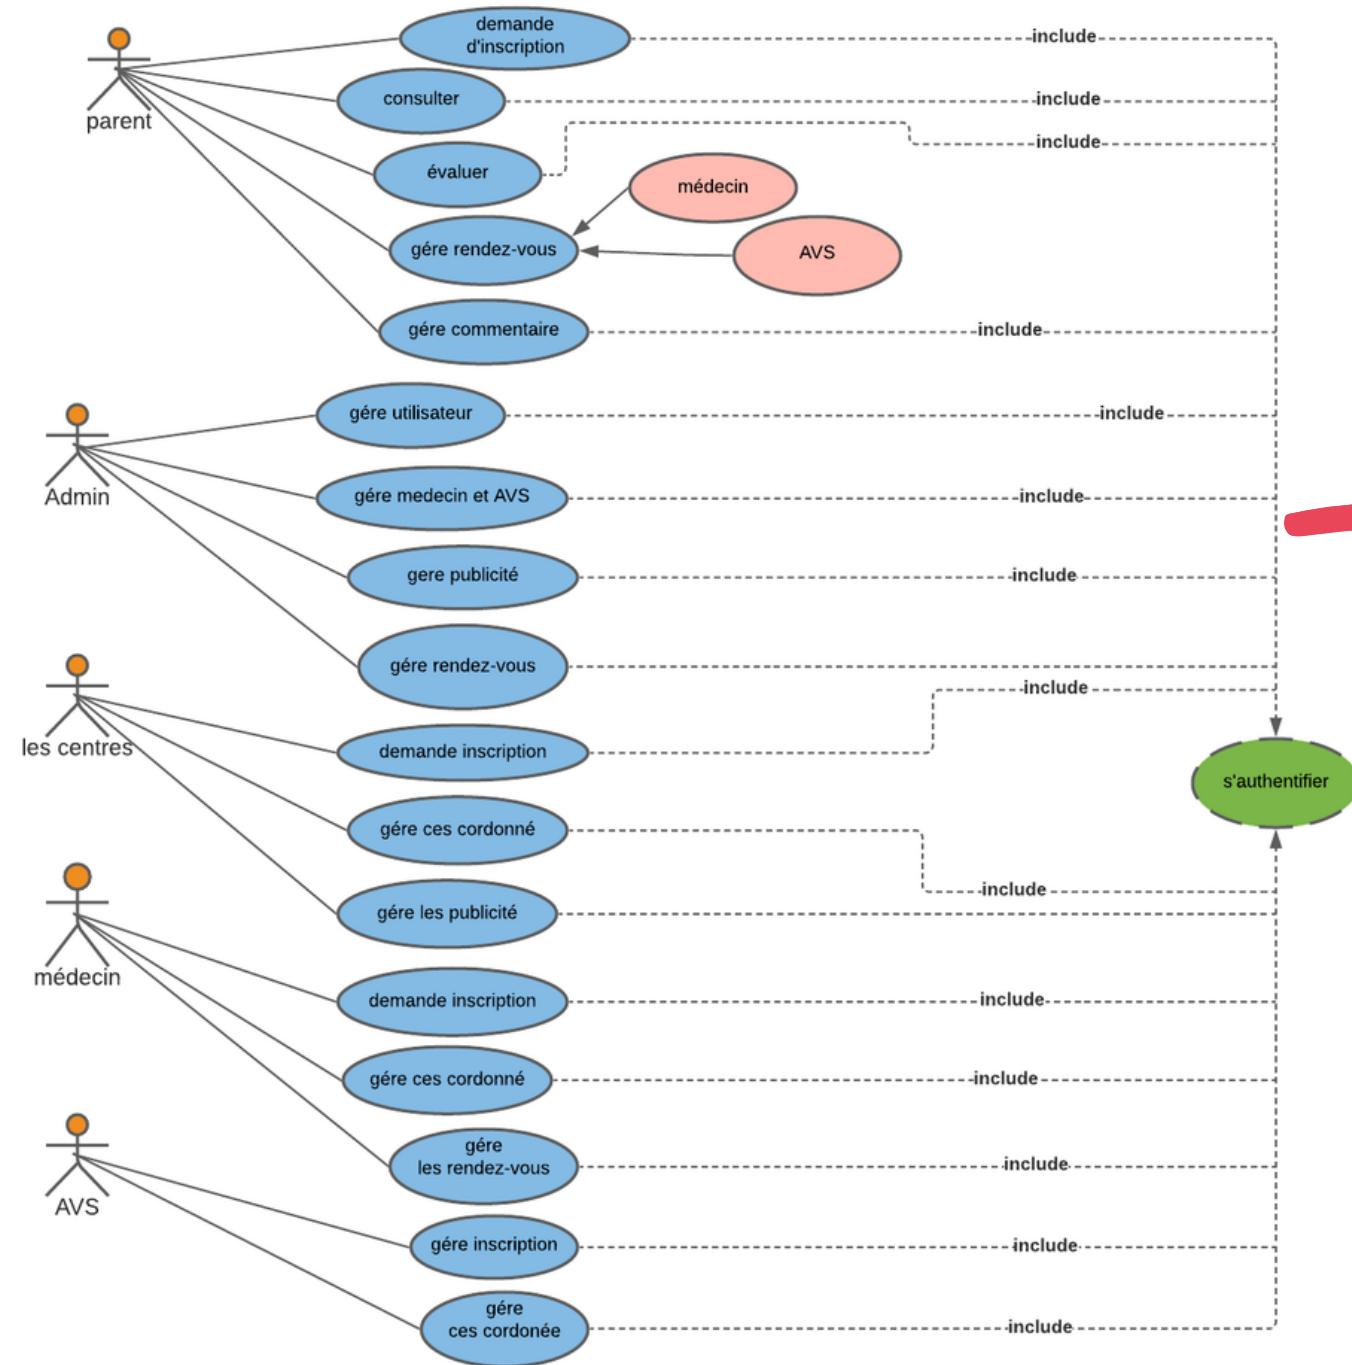 demande
d'inscription
include
parent
consulter
include
évaluer
include
médecin
gére rendez-vous
AVS
gére commentaire
include
Admin
gére utilisateur
include
gére medecin et AVS
include
gere publicité
include
gére rendez-vous
les centres
include
demande inscription
s'authentifier
gére ces cordonné
include
gére les publicité
médecin
demande inscription
include
gére ces cordonné
include
gére
les rendez-vous
include
AVS
gére inscription
include
gére
ces cordonée
include